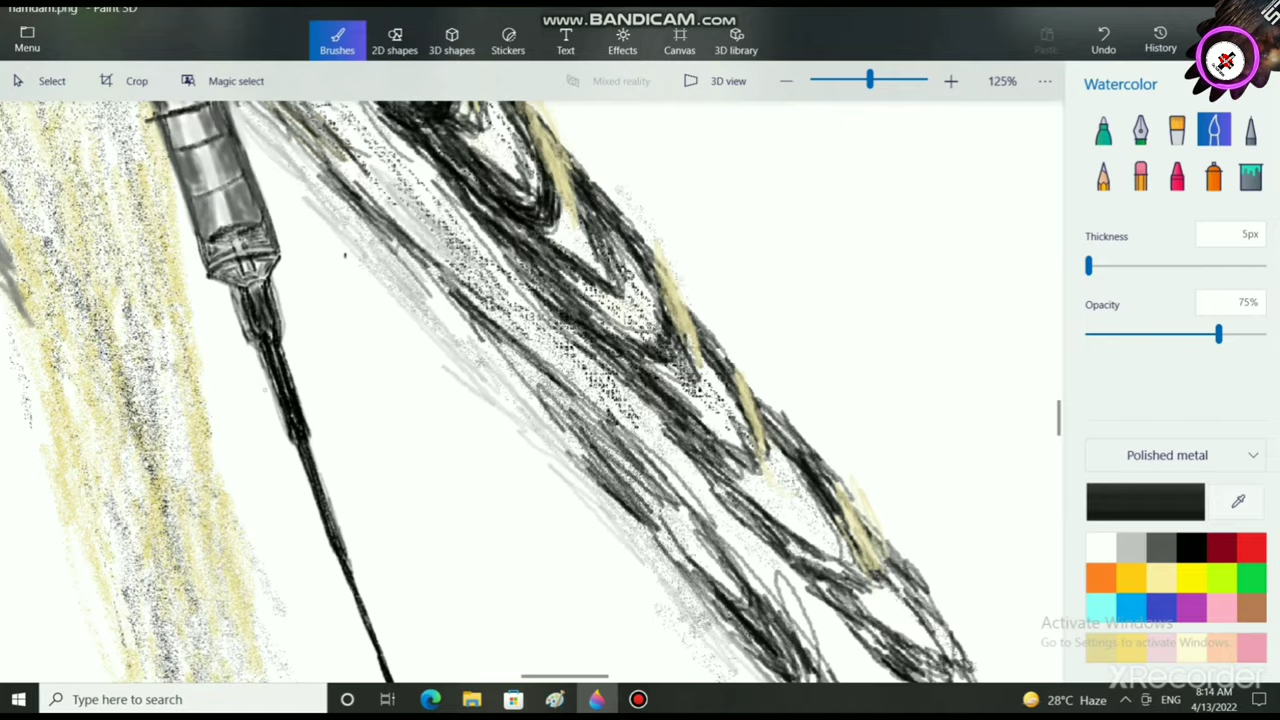 hamdam.png - Paint 3D
www.BANDICAM.com
Menu
Brushes
2D shapes
3D shapes
Stickers
Text
Effects
Canvas
3D library
Paste
Undo
History
Select
Crop
Magic select
Mixed reality
3D view
125%
Watercolor
Thickness
5px
Opacity
75%
Polished metal
Activate Windows
Go to Settings to activate Windows.
XRecorder
Type here to search
28°C Haze
ENG
8:14 AM
4/13/2022